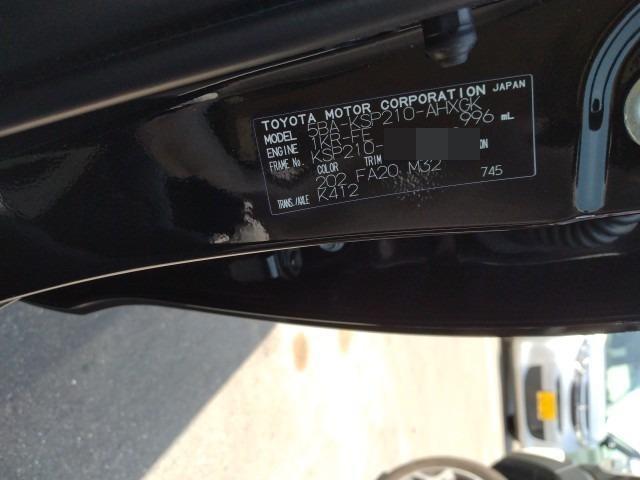 TOYOTA MOTOR CORPORATION JAPAN
MODEL 5BA-KSP210-AHXGK
ENGINE 1KR-FE 996 mL
FRAME No. KSP210-
COLOR TRIM
202 FA20 M32
TRANS./AXLE K412 745